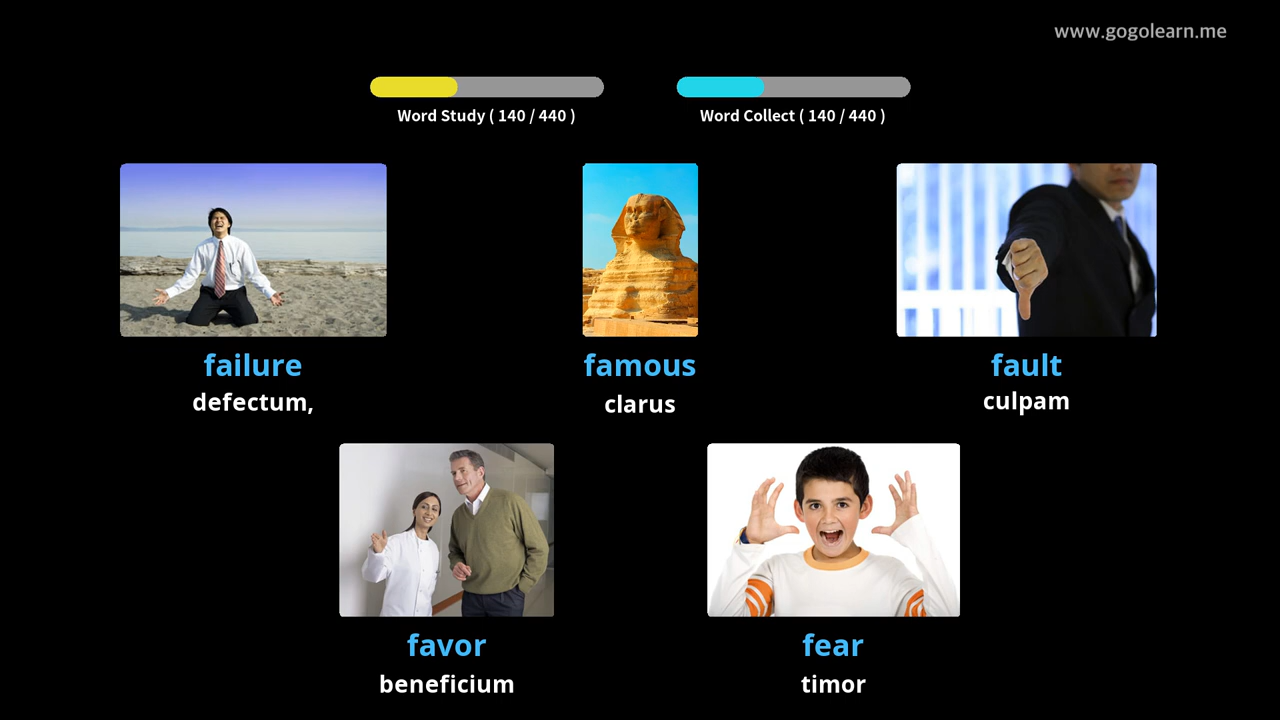 www.gogolearn.me
Word Study ( 140 / 440 )
Word Collect ( 140 / 440 )
failure
defectum,
famous
clarus
fault
culpam
favor
beneficium
fear
timor